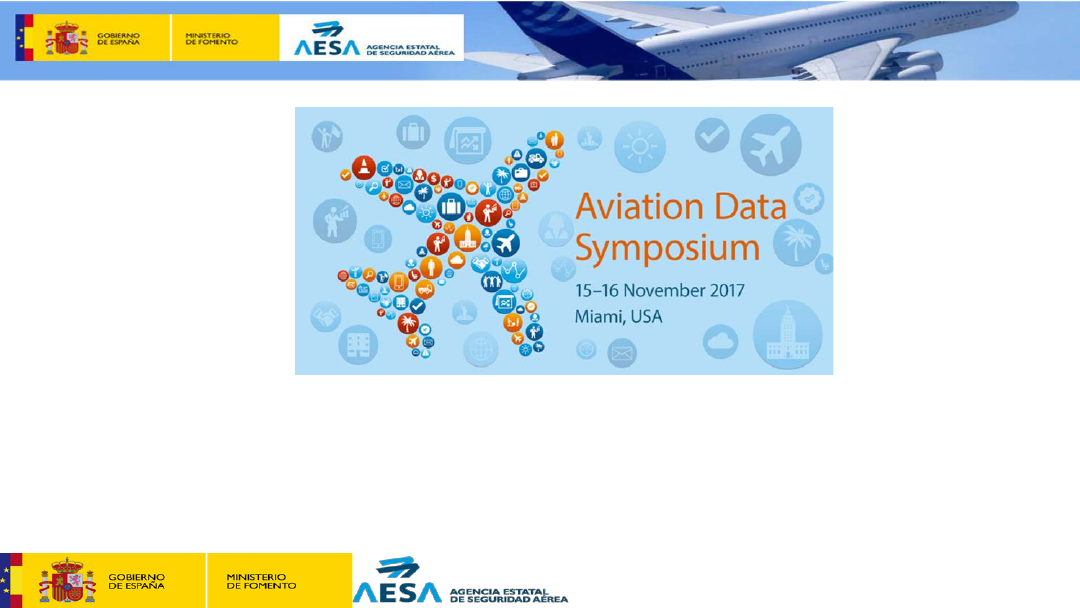 GOBIERNO
DE ESPAÑA
MINISTERIO
DE FOMENTO
AESA AGENCIA ESTATAL
DE SEGURIDAD AÉREA
Aviation Data
Symposium
15–16 November 2017
Miami, USA
GOBIERNO
DE ESPAÑA
MINISTERIO
DE FOMENTO
AESA AGENCIA ESTATAL
DE SEGURIDAD AÉREA